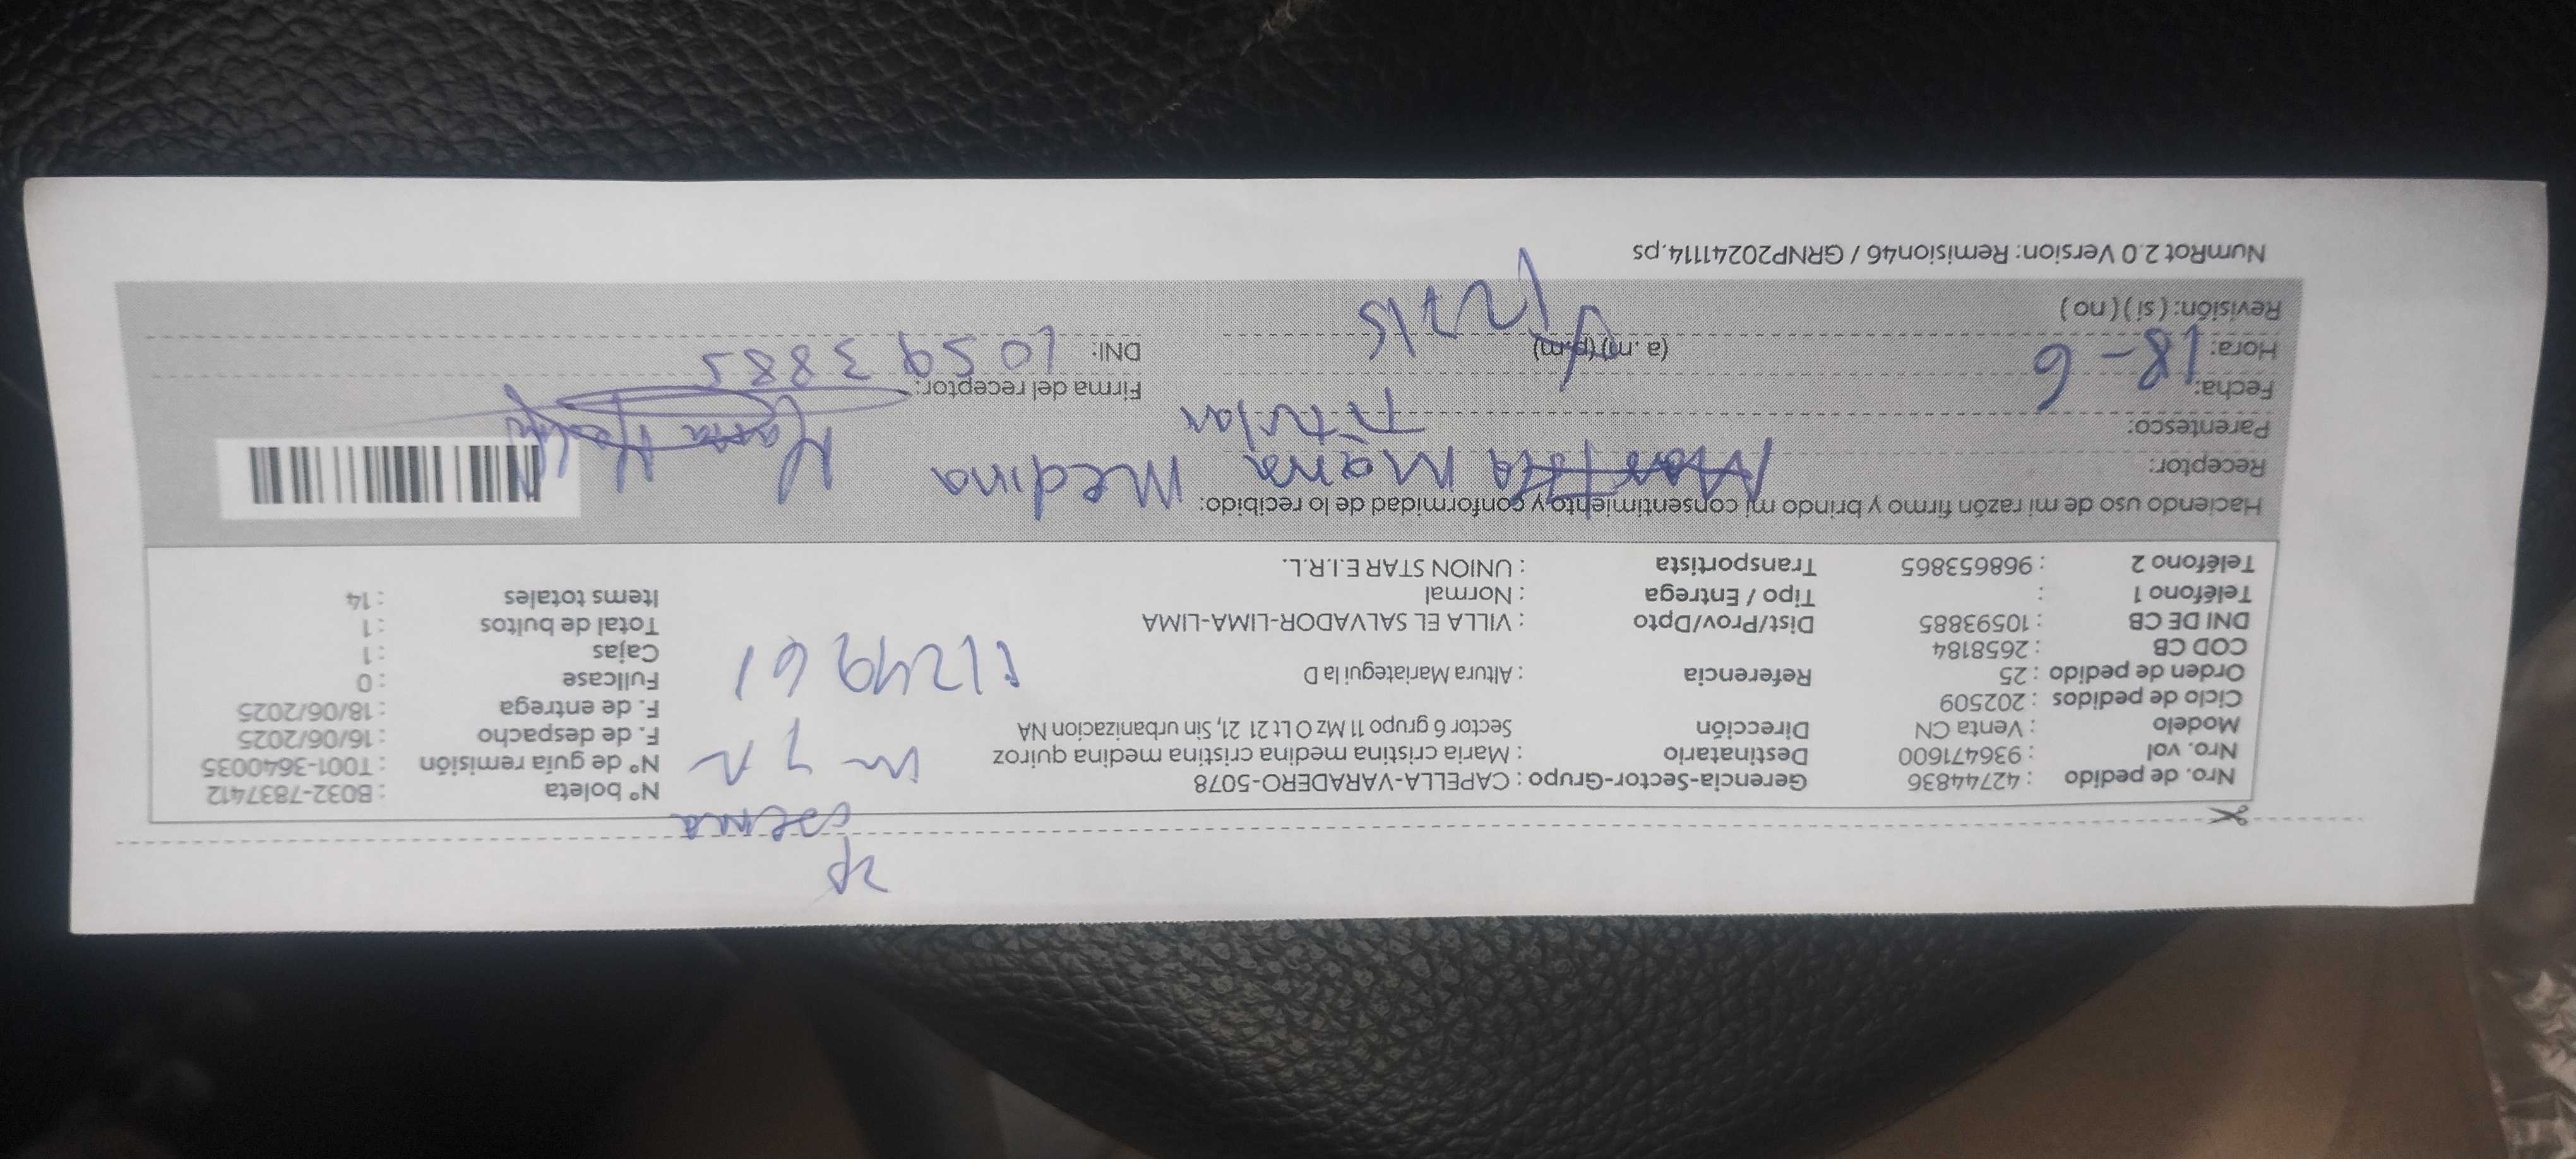 2P
esena
Nro. de pedido : 42744836 Gerencia-Sector-Grupo : CAPELLA-VARADERO-5078 N° boleta : B032-7837412
Nro. vol : 936471600 Destinatario : Maria cristina medina cristina medina quiroz N° de guía remisión : T001-3640035
Modelo : Venta CN Dirección Sector 6 grupo 11 Mz O Lt 21 21, Sin urbanizacion NA F. de despacho : 16/06/2025
Ciclo de pedidos : 202509 F. de entrega : 18/06/2025
Orden de pedido : 25 Referencia : Altura Mariategui la D Fullcase : 0
COD CB : 2658184 Cajas : 1
DNI DE CB : 10593885 Dist/Prov/Dpto : VILLA EL SALVADOR-LIMA-LIMA Total de bultos : 1
Teléfono 1 : Tipo / Entrega : Normal Items totales : 14
Teléfono 2 : 968653865 Transportista : UNION STAR E.I.R.L.
Haciendo uso de mi razón firmo y brindo mi consentimiento y conformidad de lo recibido:
Receptor: Maria Medina
Parentesco: Titular
Fecha: 18-6 Firma del receptor:
Hora: (a.m) (p.m) DNI: 10593885
Revisión: ( si ) ( no )
NumRot 2.0 Version: Remision46 / GRNP20241114.ps